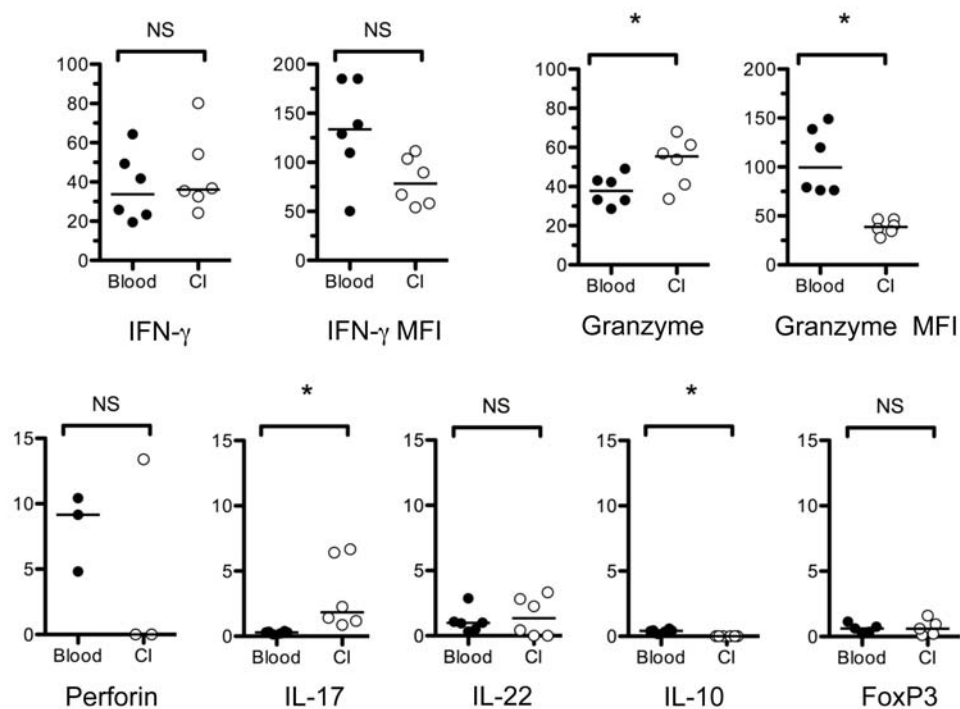 NS NS * *
100 200 100 200
80 150 80 150
60 100 60 100
40 50 40 50
20 0 20 0
0 0
Blood CI Blood CI Blood CI Blood CI
IFN-γ IFN-γ MFI Granzyme Granzyme MFI
NS * NS * NS
15 15 15 15 15
10 10 10 10 10
5 5 5 5 5
0 0 0 0 0
Blood CI Blood CI Blood CI Blood CI Blood CI
Perforin IL-17 IL-22 IL-10 FoxP3